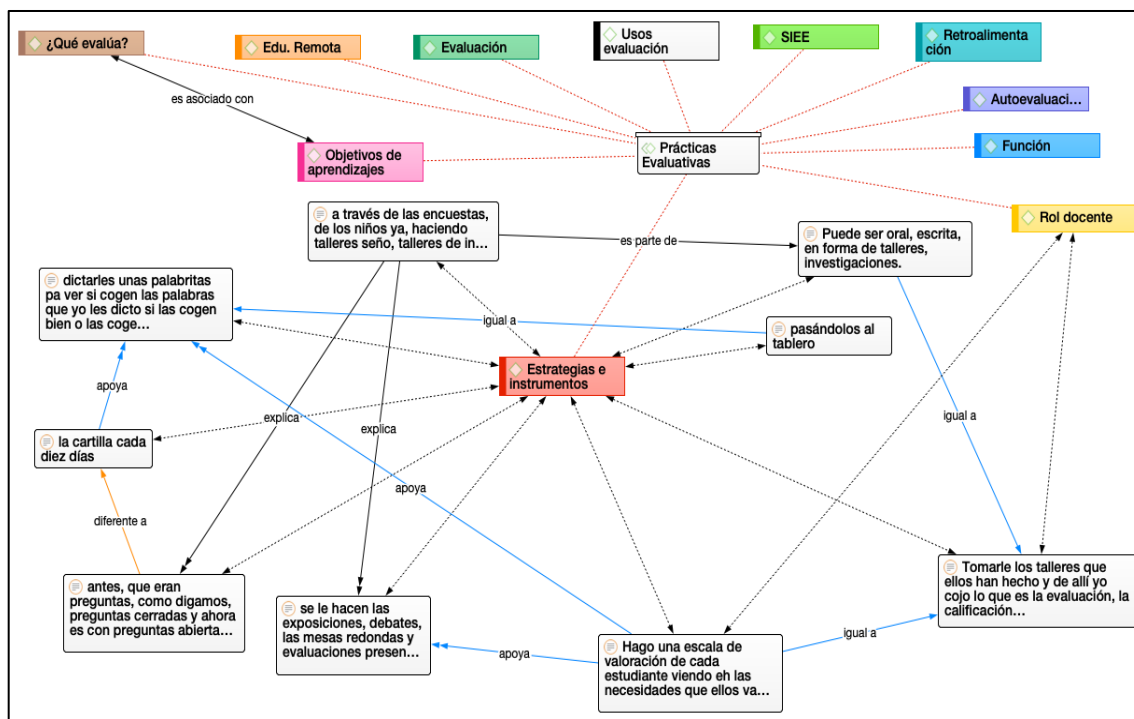 ¿Qué evalúa?
Edu. Remota
Evaluación
Usos
evaluación
SIEE
Retroalimenta
ción
es asociado con
Autoevaluaci...
Objetivos de
aprendizajes
Prácticas
Evaluativas
Función
a través de las encuestas,
de los niños ya, haciendo
talleres seño, talleres de in...
es parte de
Puede ser oral, escrita,
en forma de talleres,
investigaciones.
Rol docente
dictarles unas palabritas
pa ver si cogen las palabras
que yo les dicto si las cogen
bien o las coge...
igual a
pasándolos al
tablero
Estrategias e
instrumentos
apoya
explica
explica
igual a
la cartilla cada
diez días
apoya
diferente a
antes, que eran
preguntas, como digamos,
preguntas cerradas y ahora
es con preguntas abierta...
se le hacen las
exposiciones, debates,
las mesas redondas y
evaluaciones presen...
apoya
Hago una escala de
valoración de cada
estudiante viendo eh las
necesidades que ellos va...
igual a
Tomarle los talleres que
ellos han hecho y de allí yo
cojo lo que es la evaluación, la
calificación...